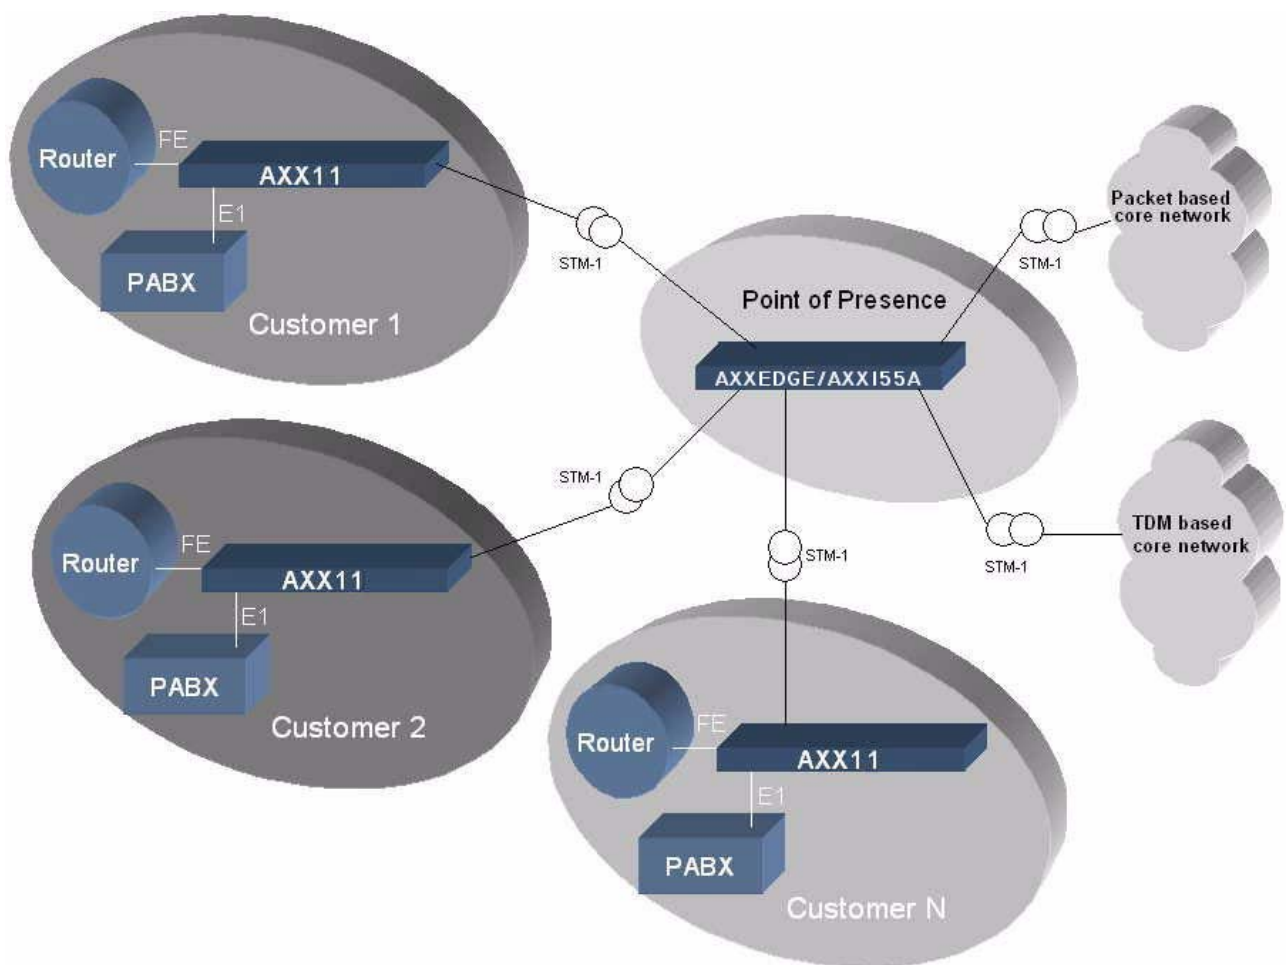 Router
FE
AXX11
E1
PABX
Customer 1
STM-1
Point of Presence
AXXEDGE/AXXI55A
STM-1
Packet based
core network
STM-1
TDM based
core network
STM-1
Router
FE
AXX11
E1
PABX
Customer 2
STM-1
Router
FE
AXX11
E1
PABX
Customer N